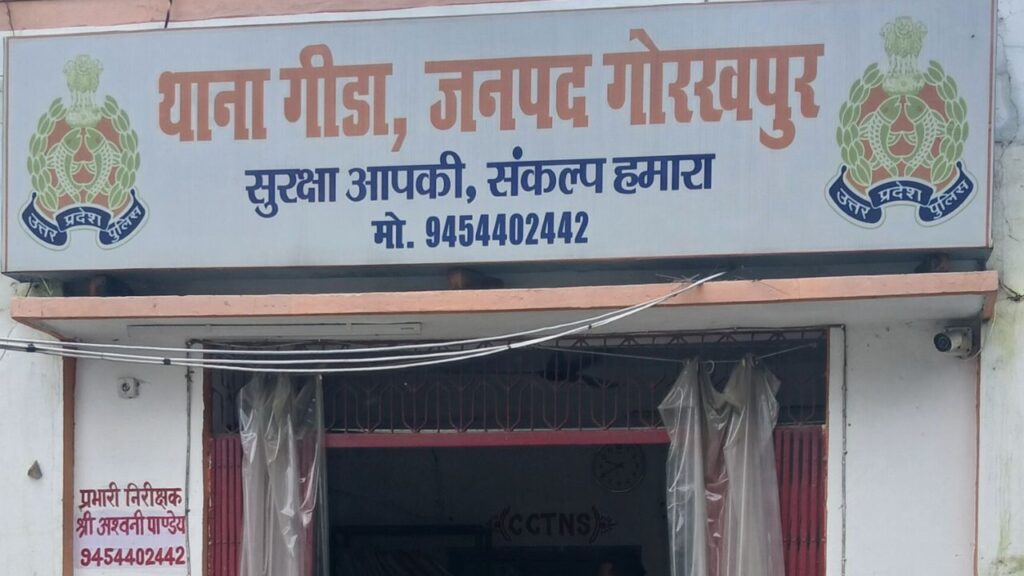 थाना गीडा, जनपद गोरखपुर
सुरक्षा आपकी, संकल्प हमारा
मो. 9454402442
उत्तर प्रदेश पुलिस
उत्तर प्रदेश पुलिस
CCTNS
प्रभारी निरीक्षक
श्री अश्वनी पाण्डेय
9454402442